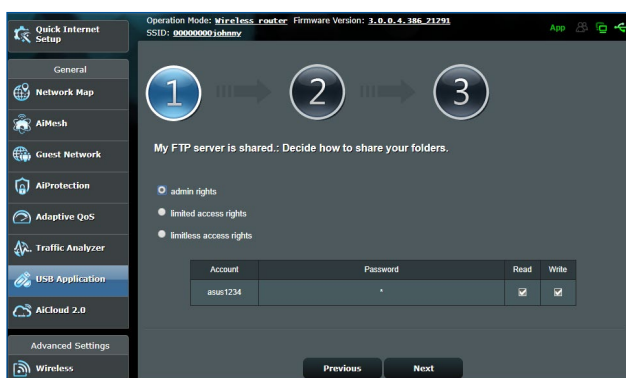 Quick Internet
Setup
Operation Mode: Wireless router Firmware Version: 3.0.0.4.386_21291
SSID: 00000000johnny
App
General
Network Map
AiMesh
Guest Network
AiProtection
Adaptive QoS
Traffic Analyzer
USB Application
AiCloud 2.0
Advanced Settings
Wireless
1
2
3
My FTP server is shared.: Decide how to share your folders.
admin rights
limited access rights
limitless access rights
Account Password Read Write
asus1234 *
Previous Next